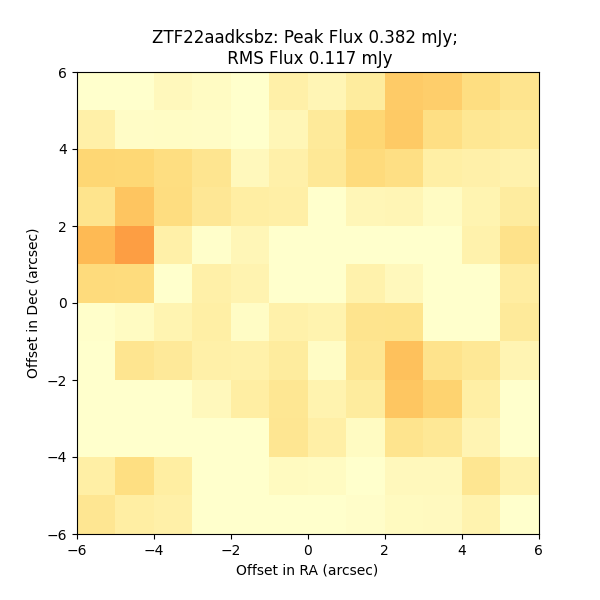 ZTF22aadksbz: Peak Flux 0.382 mJy;
RMS Flux 0.117 mJy
6
4
2
0
−2
−4
−6
Offset in Dec (arcsec)
−6 −4 −2 0 2 4 6
Offset in RA (arcsec)